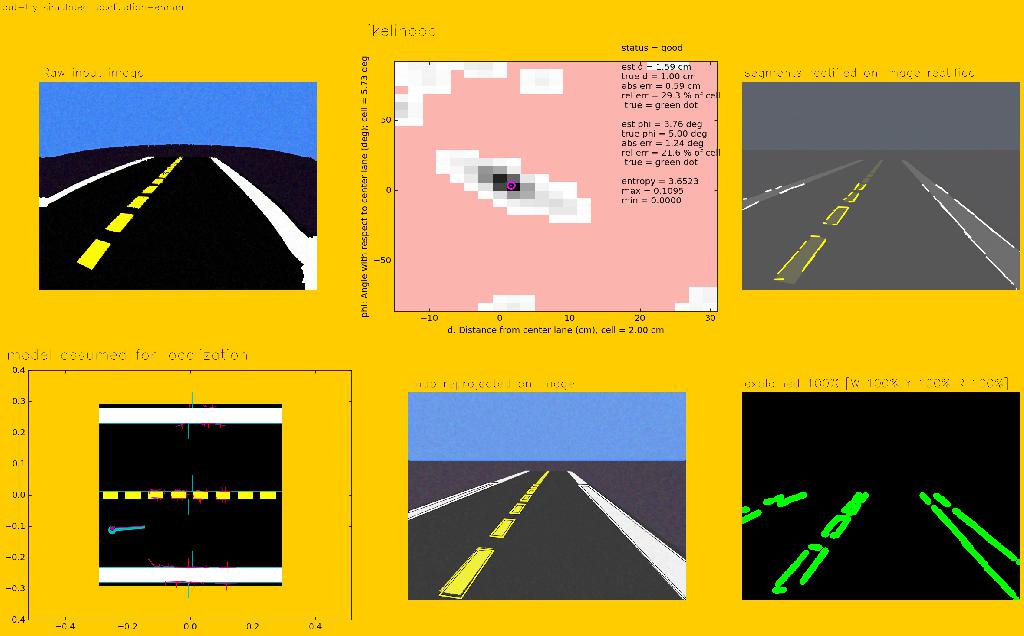 status = good
est d = 1.59 cm
true d = 1.00 cm
abs err = 0.59 cm
rel err = 29.3 % of cell
true = green dot
est phi = 3.76 deg
true phi = 5.00 deg
abs err = 1.24 deg
rel err = 21.6 % of cell
true = green dot
entropy = 3.6523
max = 0.1095
min = 0.0000
Raw input image
segments rectified on image rectified
phi: Angle with respect to center lane (deg); cell = 5.73 deg
50
0
−50
−10
0
10
20
30
d: Distance from center lane (cm); cell = 2.00 cm
model assumed for localization
0.4
0.3
0.2
0.1
0.0
−0.1
−0.2
−0.3
0.4
−0.4
−0.2
0.0
0.2
0.4
reprojected on image
100% [W 100% Y 100% R 100%]